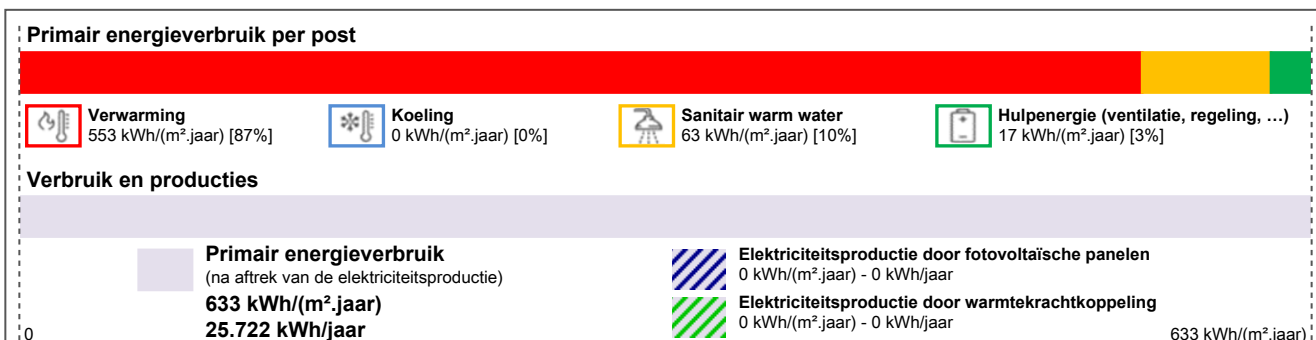 Primair energieverbruik per post
Verwarming
553 kWh/(m².jaar) [87%]
Koeling
0 kWh/(m².jaar) [0%]
Sanitair warm water
63 kWh/(m².jaar) [10%]
Hulpenergie (ventilatie, regeling, …)
17 kWh/(m².jaar) [3%]
Verbruik en producties
Primair energieverbruik
(na aftrek van de elektriciteitsproductie)
633 kWh/(m².jaar)
25.722 kWh/jaar
Elektriciteitsproductie door fotovoltaïsche panelen
0 kWh/(m².jaar) - 0 kWh/jaar
Elektriciteitsproductie door warmtekrachtkoppeling
0 kWh/(m².jaar) - 0 kWh/jaar
0
633 kWh/(m².jaar)